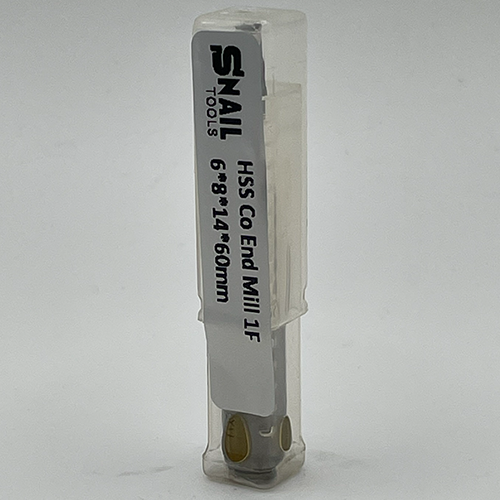 SNAIL
TOOLS
HSS Co End Mill 1F
6*8*14*60mm